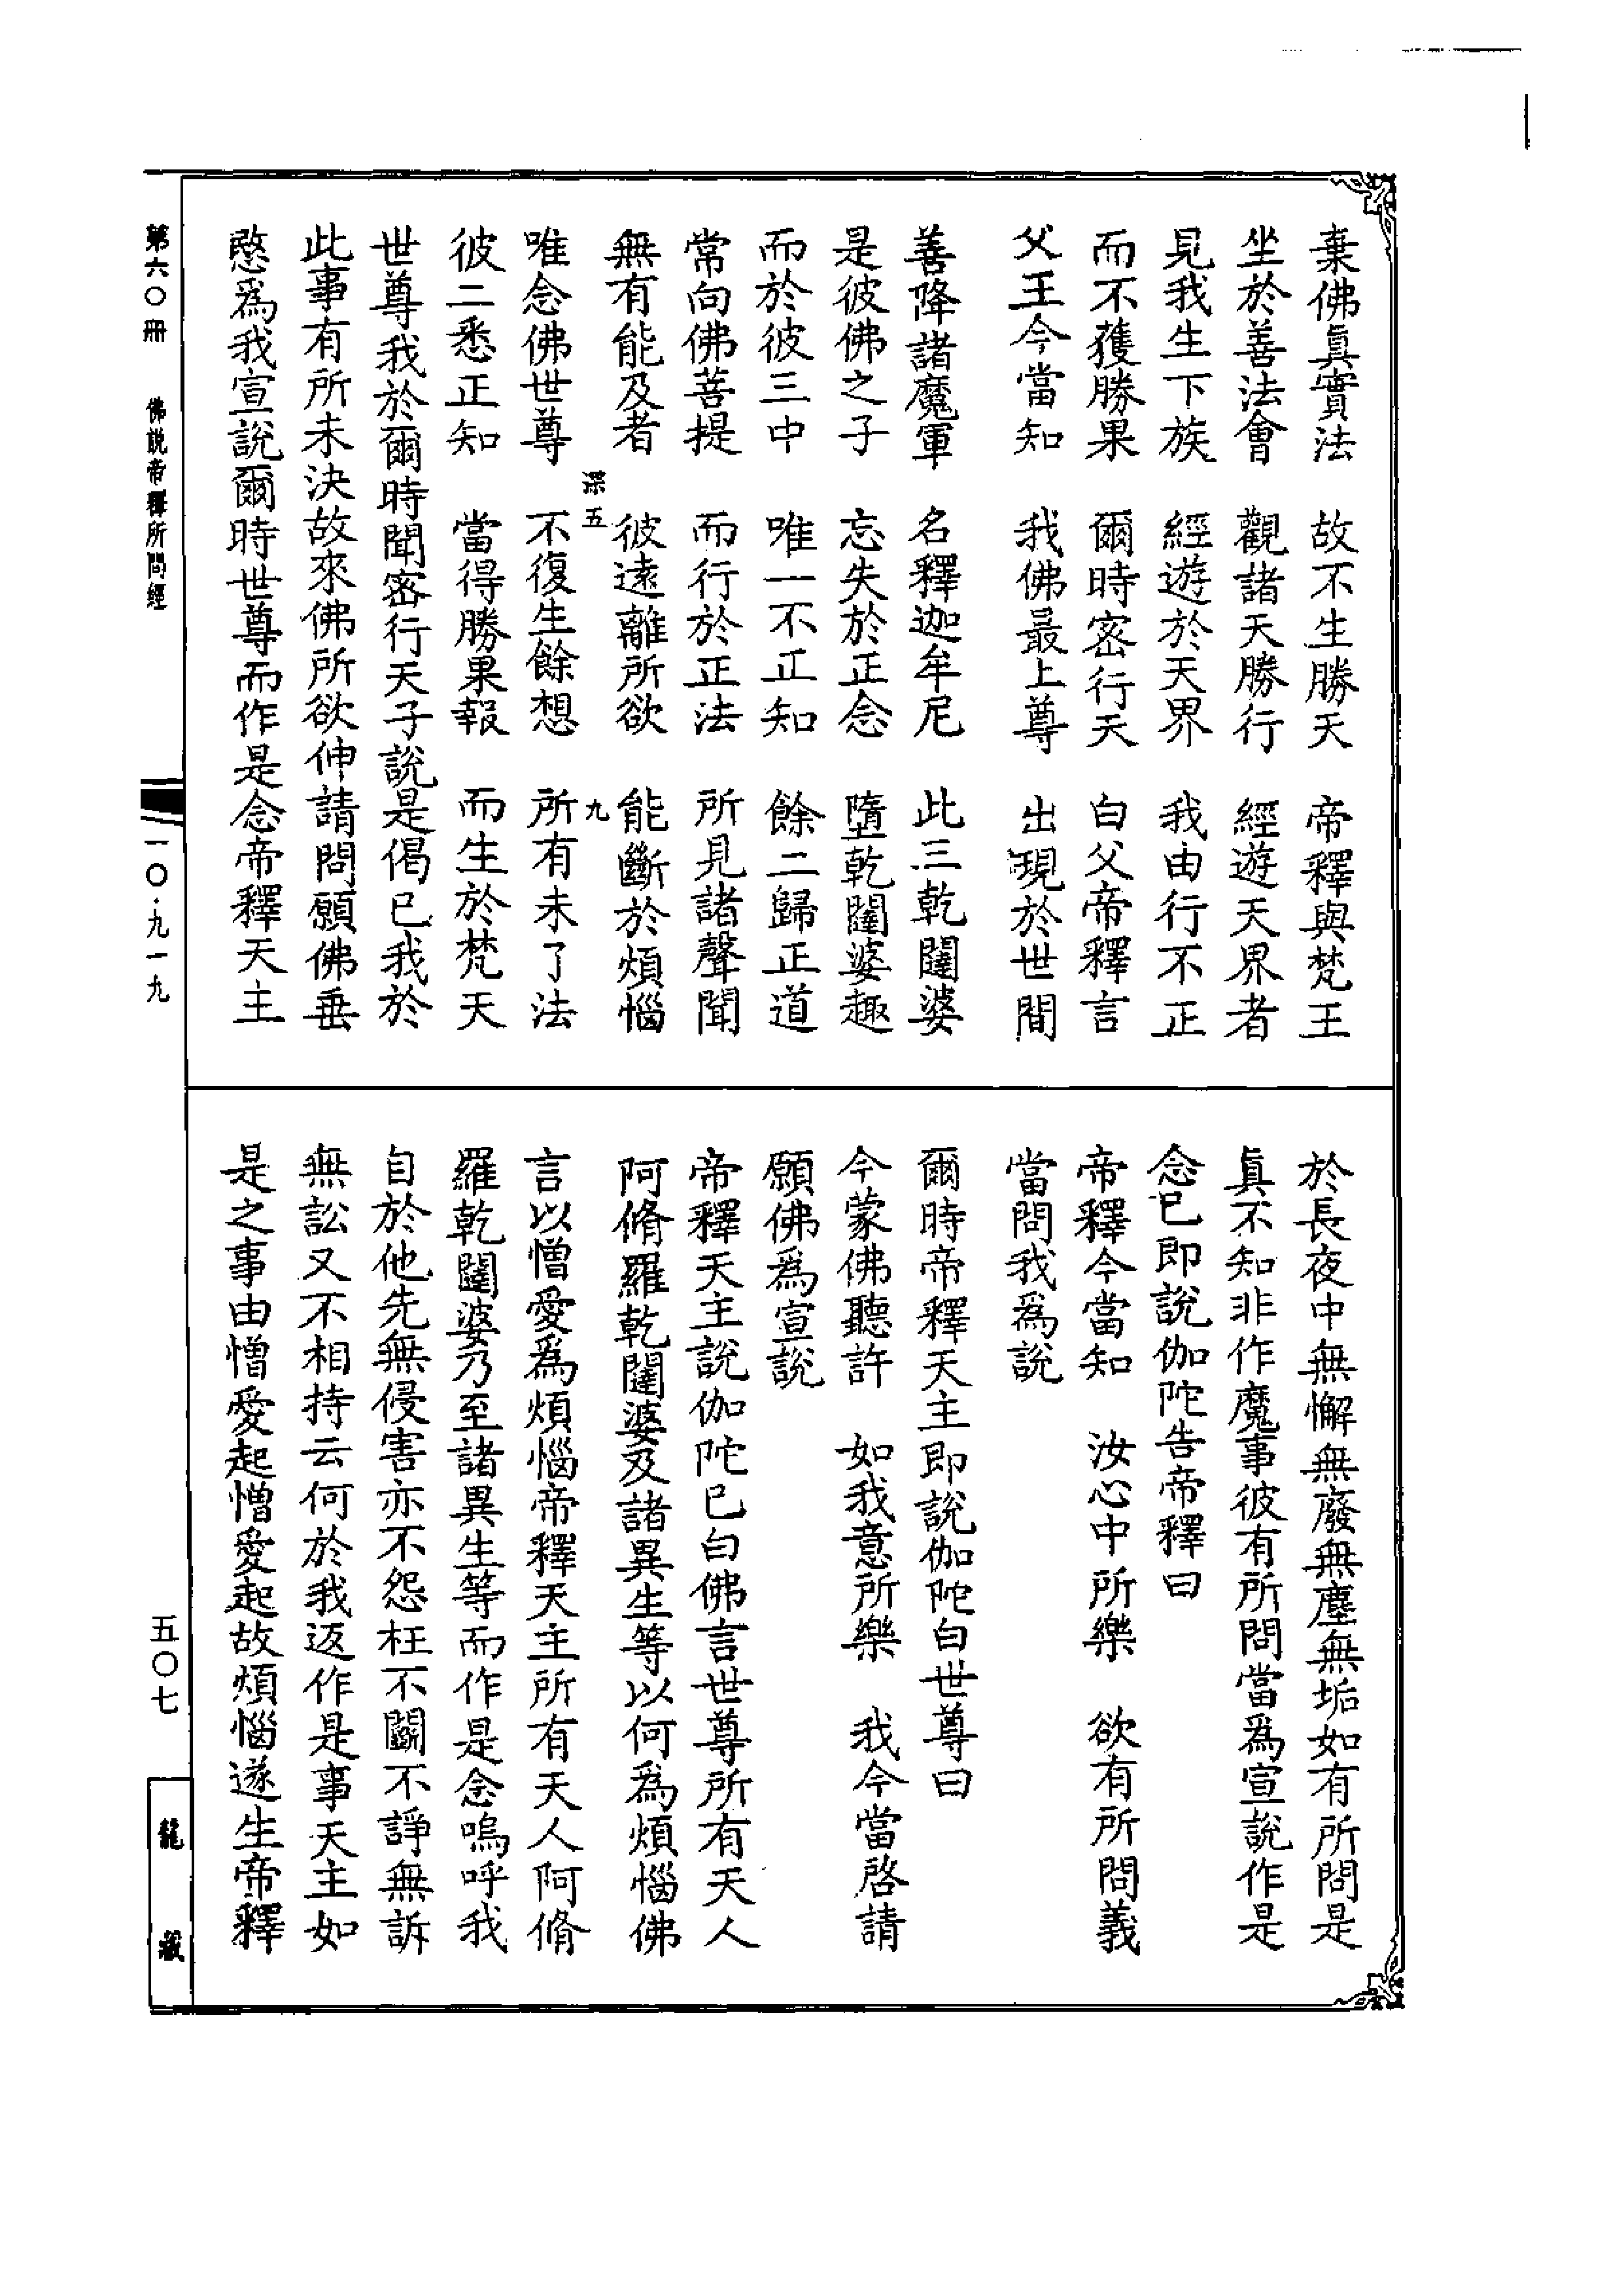 棄佛眞實法　故不生勝天　帝釋與梵王
坐於善法會　觀諸天勝行　經遊天界者
見我生下族　經遊於天界　我由行不正
而不獲勝果　爾時密行天　白父帝釋言
父王今當知　我佛最上尊　出現於世間
善降諸魔軍　名釋迦牟尼　此三乾闥婆
是彼佛之子　忘失於正念　墮乾闥婆趣
而於彼三中　唯一不正知　餘二歸正道
常向佛菩提　而行於正法　所見諸聲聞
無有能及者　彼遠離所欲　能斷於煩惱
深五　九
唯念佛世尊　不復生餘想　所有未了法
彼二悉正知　當得勝果報　而生於梵天
世尊我於爾時聞密行天子說是偈已我於
此事有所未決故來佛所欲伸請問願佛垂
愍爲我宣說爾時世尊而作是念帝釋天主
於長夜中無懈無廢無塵無垢如有所問是
眞不知非作魔事彼有所問當爲宣說作是
念已即說伽陀告帝釋曰
帝釋今當知　汝心中所樂　欲有所問義
當問我爲說
爾時帝釋天主即說伽陀白世尊曰
今蒙佛聽許　如我意所樂　我今當啓請
願佛爲宣說
帝釋天主說伽陀已白佛言世尊所有天人
阿脩羅乾闥婆及諸異生等以何爲煩惱佛
言以憎愛爲煩惱帝釋天主所有天人阿脩
羅乾闥婆乃至諸異生等而作是念嗚呼我
自於他先無侵害亦不怨枉不鬭不諍無訴
無訟又不相持云何於我返作是事天主如
是之事由憎愛起憎愛起故煩惱遂生帝釋
第六〇冊　佛說帝釋所問經
一〇·九一九
五〇七
龍藏